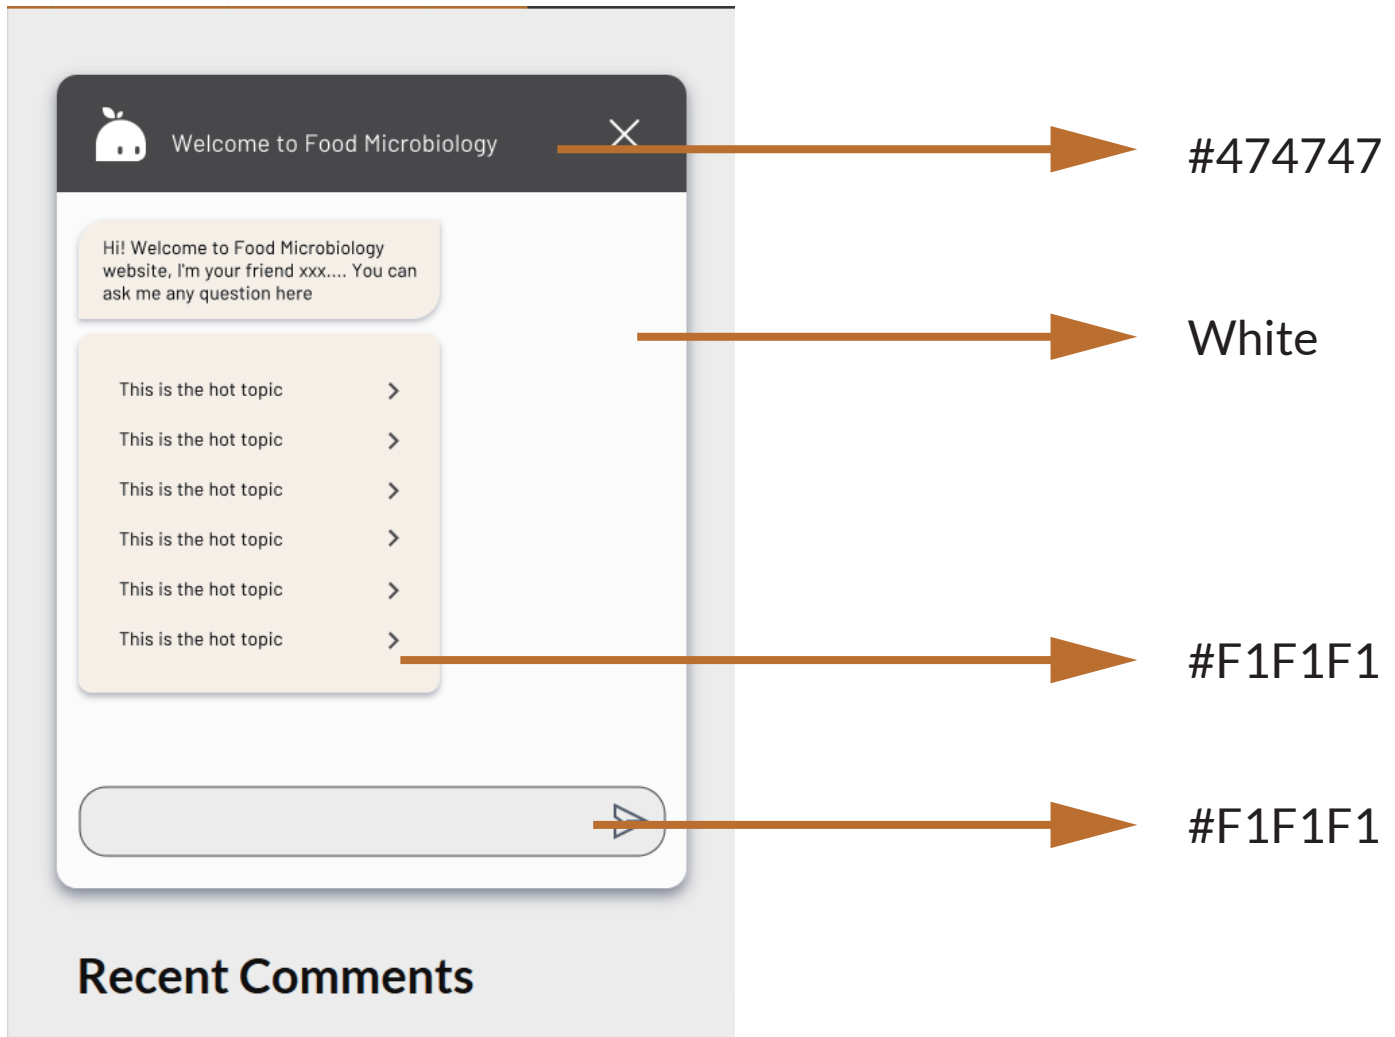 Welcome to Food Microbiology
#474747
Hi! Welcome to Food Microbiology
website, I'm your friend xxx.... You can
ask me any question here
White
This is the hot topic
This is the hot topic
This is the hot topic
This is the hot topic
This is the hot topic
This is the hot topic
#F1F1F1
#F1F1F1
Recent Comments